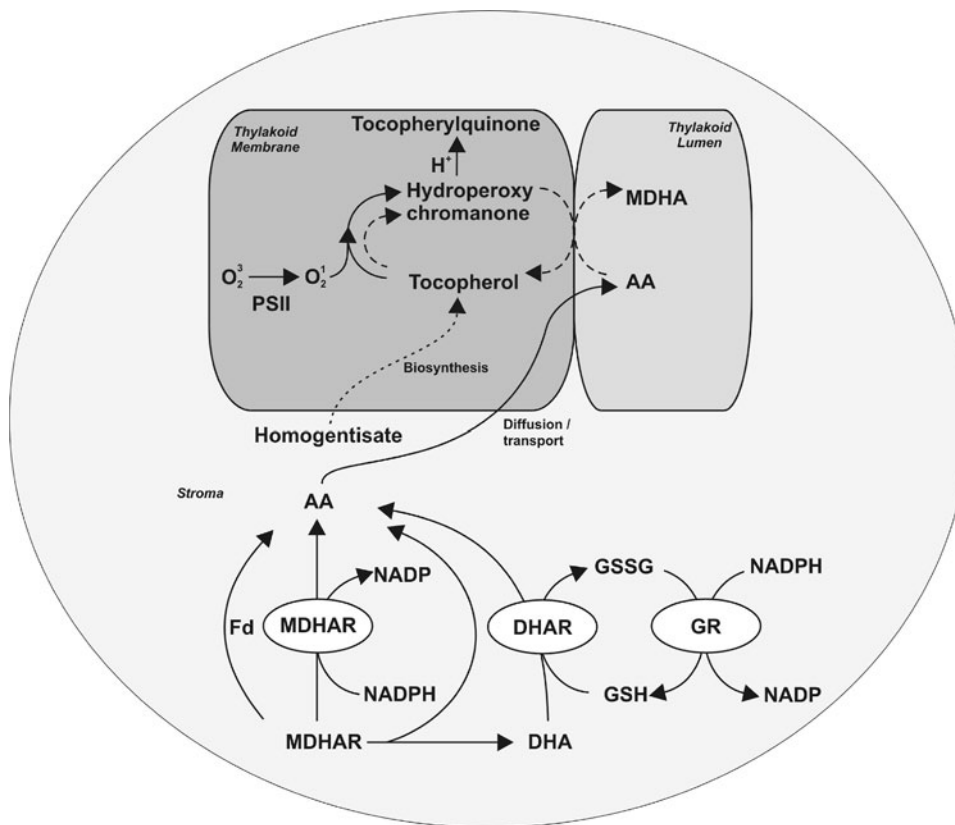 Thylakoid
Membrane
Tocopherylquinone
Thylakoid
Lumen
H+
Hydroperoxy
chromanone
MDHA
O₂³
O₂¹
PSII
Tocopherol
AA
Biosynthesis
Homogentisate
Diffusion /
transport
Stroma
AA
NADP
GSSG
NADPH
Fd
MDHAR
DHAR
GR
NADPH
GSH
NADP
MDHAR
DHA